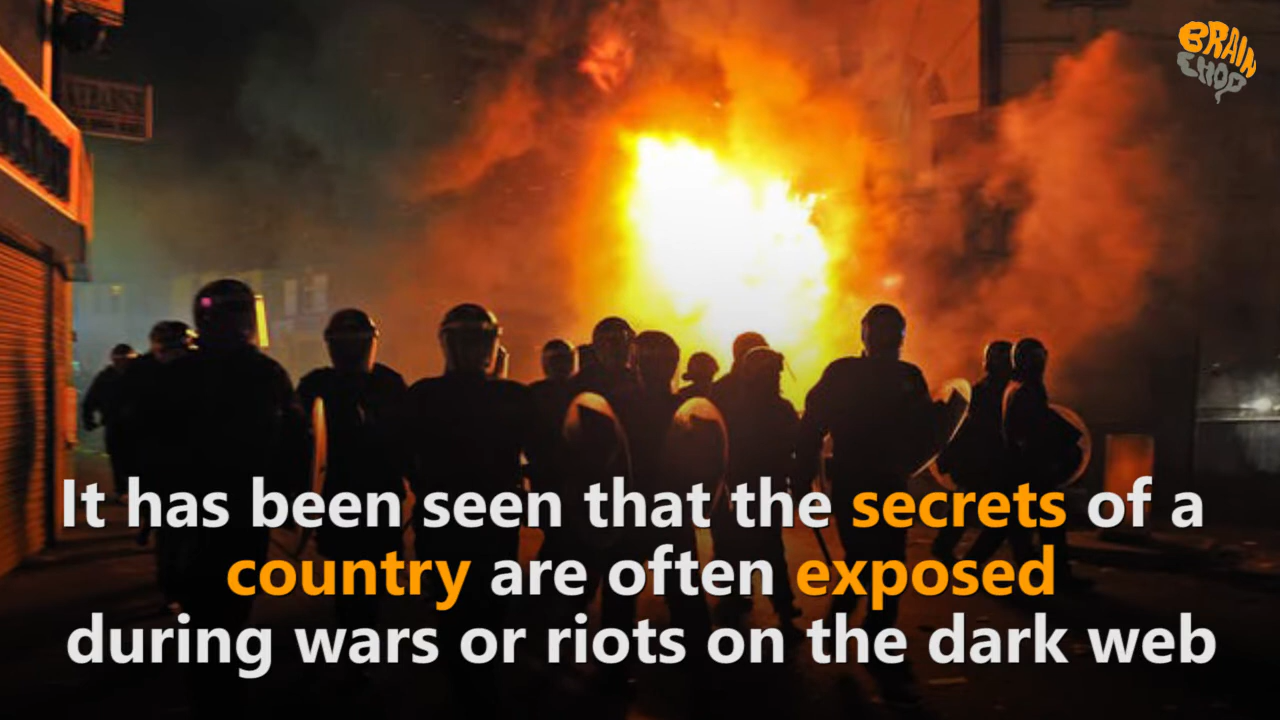 BRAIN
CHOP
It has been seen that the secrets of a
country are often exposed
during wars or riots on the dark web